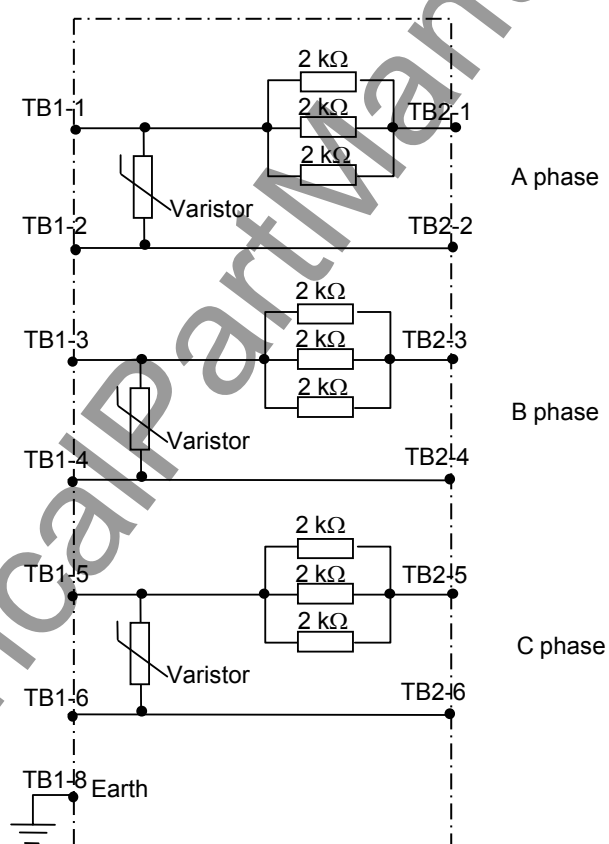 2 kΩ
TB1-1
2 kΩ
TB2-1
2 kΩ
A phase
Varistor
TB1-2
TB2-2
2 kΩ
TB1-3
2 kΩ
TB2-3
2 kΩ
B phase
Varistor
TB1-4
TB2-4
2 kΩ
TB1-5
2 kΩ
TB2-5
2 kΩ
C phase
Varistor
TB1-6
TB2-6
TB1-8
Earth
icalPartMan